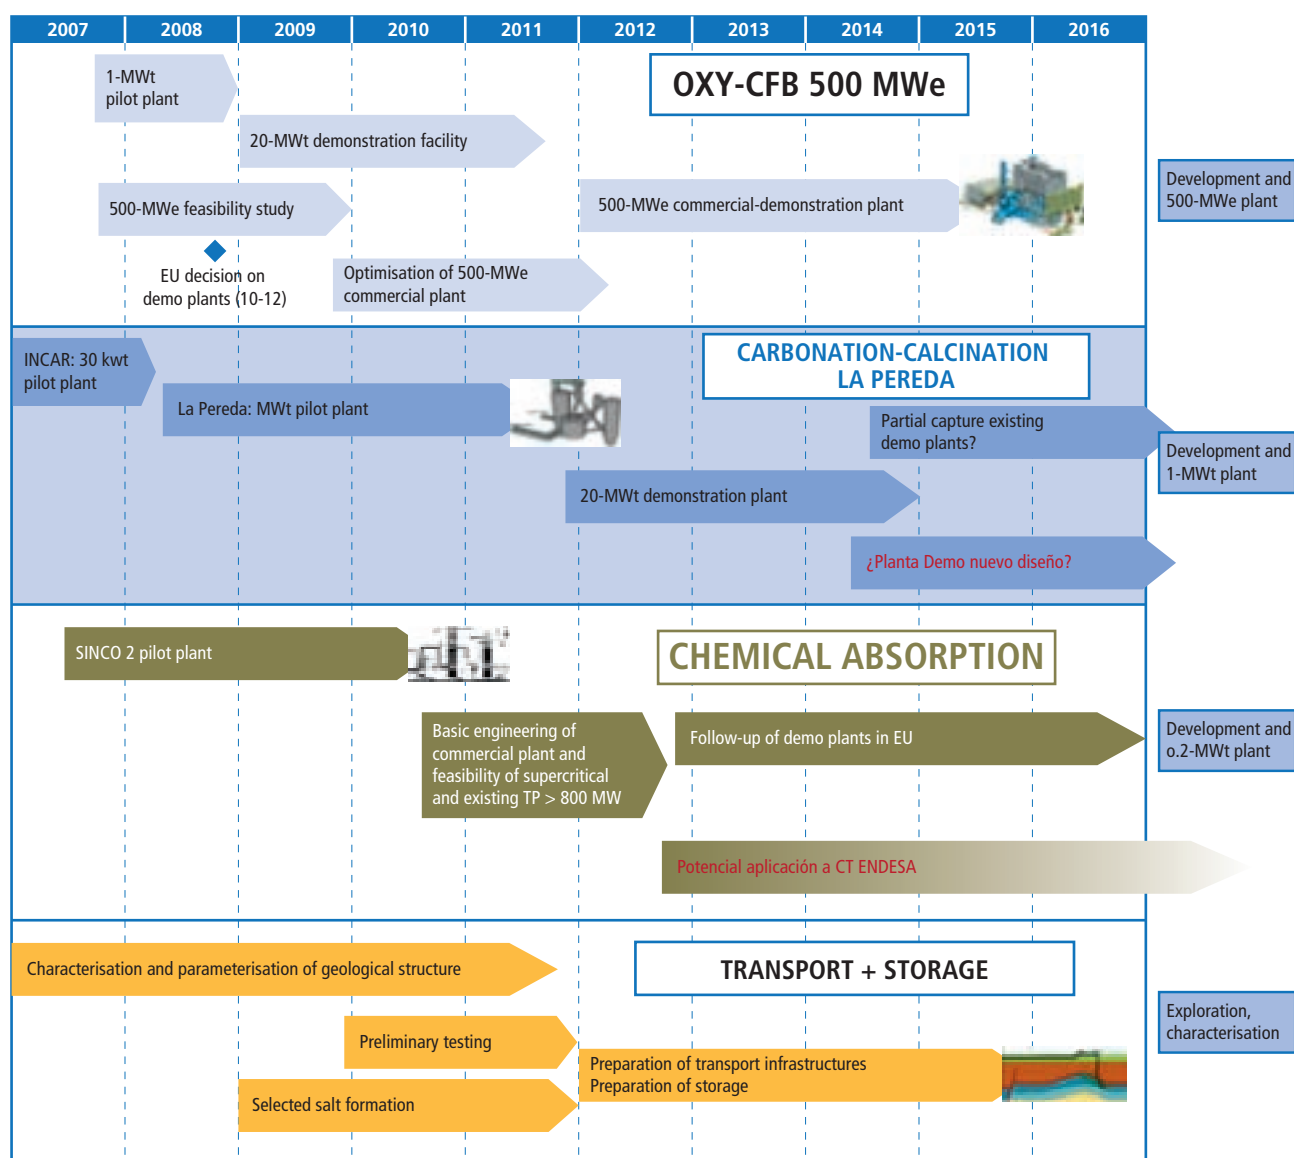 2007 2008 2009 2010 2011 2012 2013 2014 2015 2016
OXY-CFB 500 MWe
1-MWt
pilot plant
20-MWt demonstration facility
500-MWe feasibility study
500-MWe commercial-demonstration plant
EU decision on
demo plants (10-12)
Optimisation of 500-MWe
commercial plant
Development and
500-MWe plant
CARBONATION-CALCINATION
LA PEREDA
INCAR: 30 kwt
pilot plant
La Pereda: MWt pilot plant
Partial capture existing
demo plants?
20-MWt demonstration plant
¿Planta Demo nuevo diseño?
Development and
1-MWt plant
CHEMICAL ABSORPTION
SINCO 2 pilot plant
Basic engineering of
commercial plant and
feasibility of supercritical
and existing TP > 800 MW
Follow-up of demo plants in EU
Potencial aplicación a CT ENDESA
Development and
o.2-MWt plant
TRANSPORT + STORAGE
Characterisation and parameterisation of geological structure
Preliminary testing
Selected salt formation
Preparation of transport infrastructures
Preparation of storage
Exploration,
characterisation